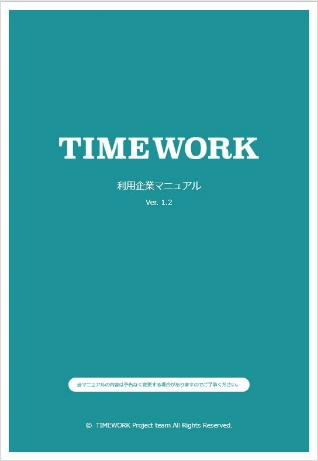 TIMEWORK
利用企業マニュアル
Ver. 1.2
当マニュアルの内容は予告なく変更する場合がありますのでご了承ください。
© TIMEWORK Project team All Rights Reserved.